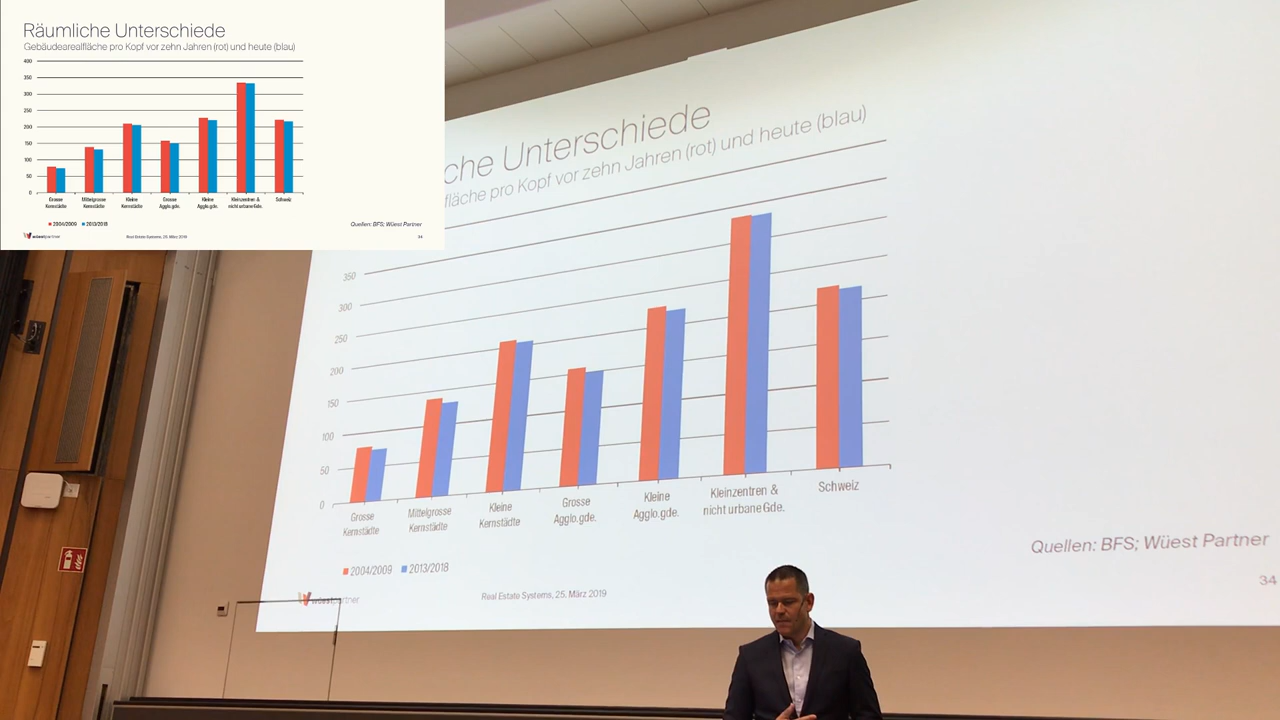 Räumliche Unterschiede
Gebäudearealfläche pro Kopf vor zehn Jahren (rot) und heute (blau)
400
350
300
250
200
150
100
50
0
Grosse Kernstädte
Mittelgrosse Kernstädte
Kleine Kernstädte
Grosse Agglo.gde.
Kleine Agglo.gde.
Kleinzentren & nicht urbane Gde.
Schweiz
2004/2009 2013/2018
Quellen: BFS; Wüest Partner
wüestpartner
Real Estate Systems, 25. März 2019
34
che Unterschiede
fläche pro Kopf vor zehn Jahren (rot) und heute (blau)
350
300
250
200
150
100
50
0
Grosse Kernstädte
Mittelgrosse Kernstädte
Kleine Kernstädte
Grosse Agglo.gde.
Kleine Agglo.gde.
Kleinzentren & nicht urbane Gde.
Schweiz
2004/2009 2013/2018
Quellen: BFS; Wüest Partner
wüestpartner
Real Estate Systems, 25. März 2019
34